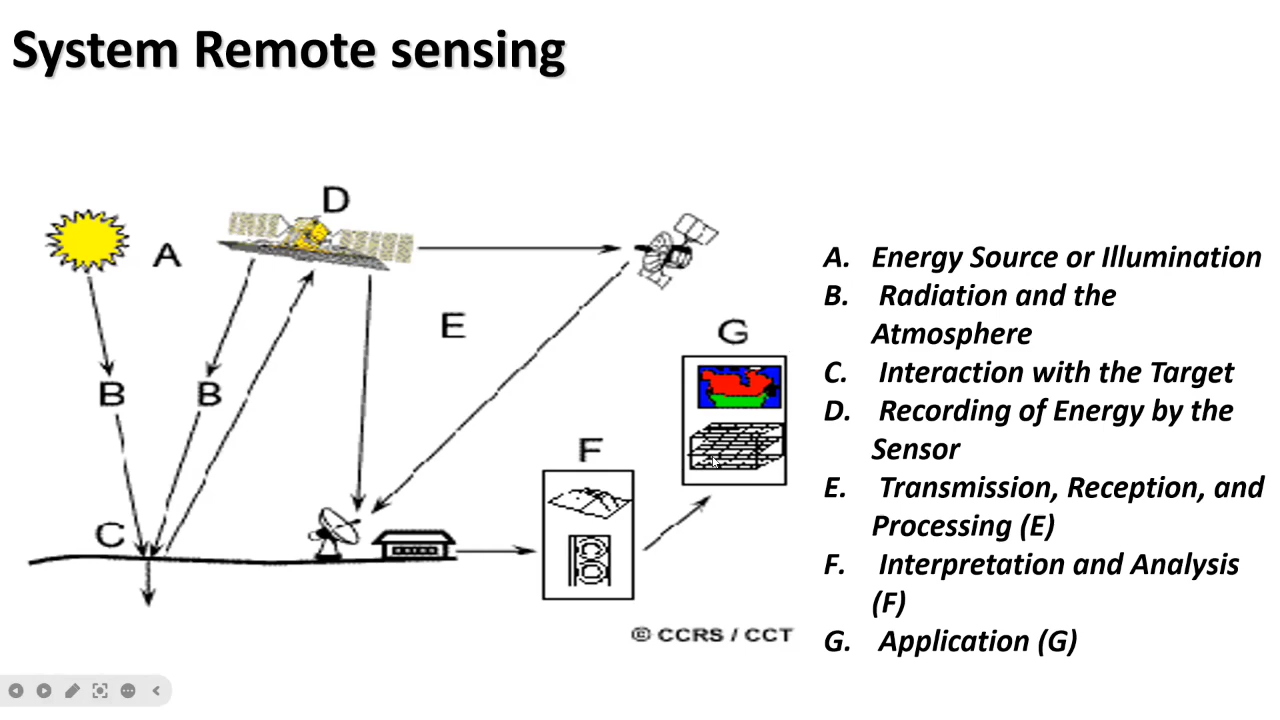 System Remote sensing
D
A
E
G
B
B
F
C
© CCRS / CCT
A. Energy Source or Illumination
B. Radiation and the
Atmosphere
C. Interaction with the Target
D. Recording of Energy by the
Sensor
E. Transmission, Reception, and
Processing (E)
F. Interpretation and Analysis
(F)
G. Application (G)